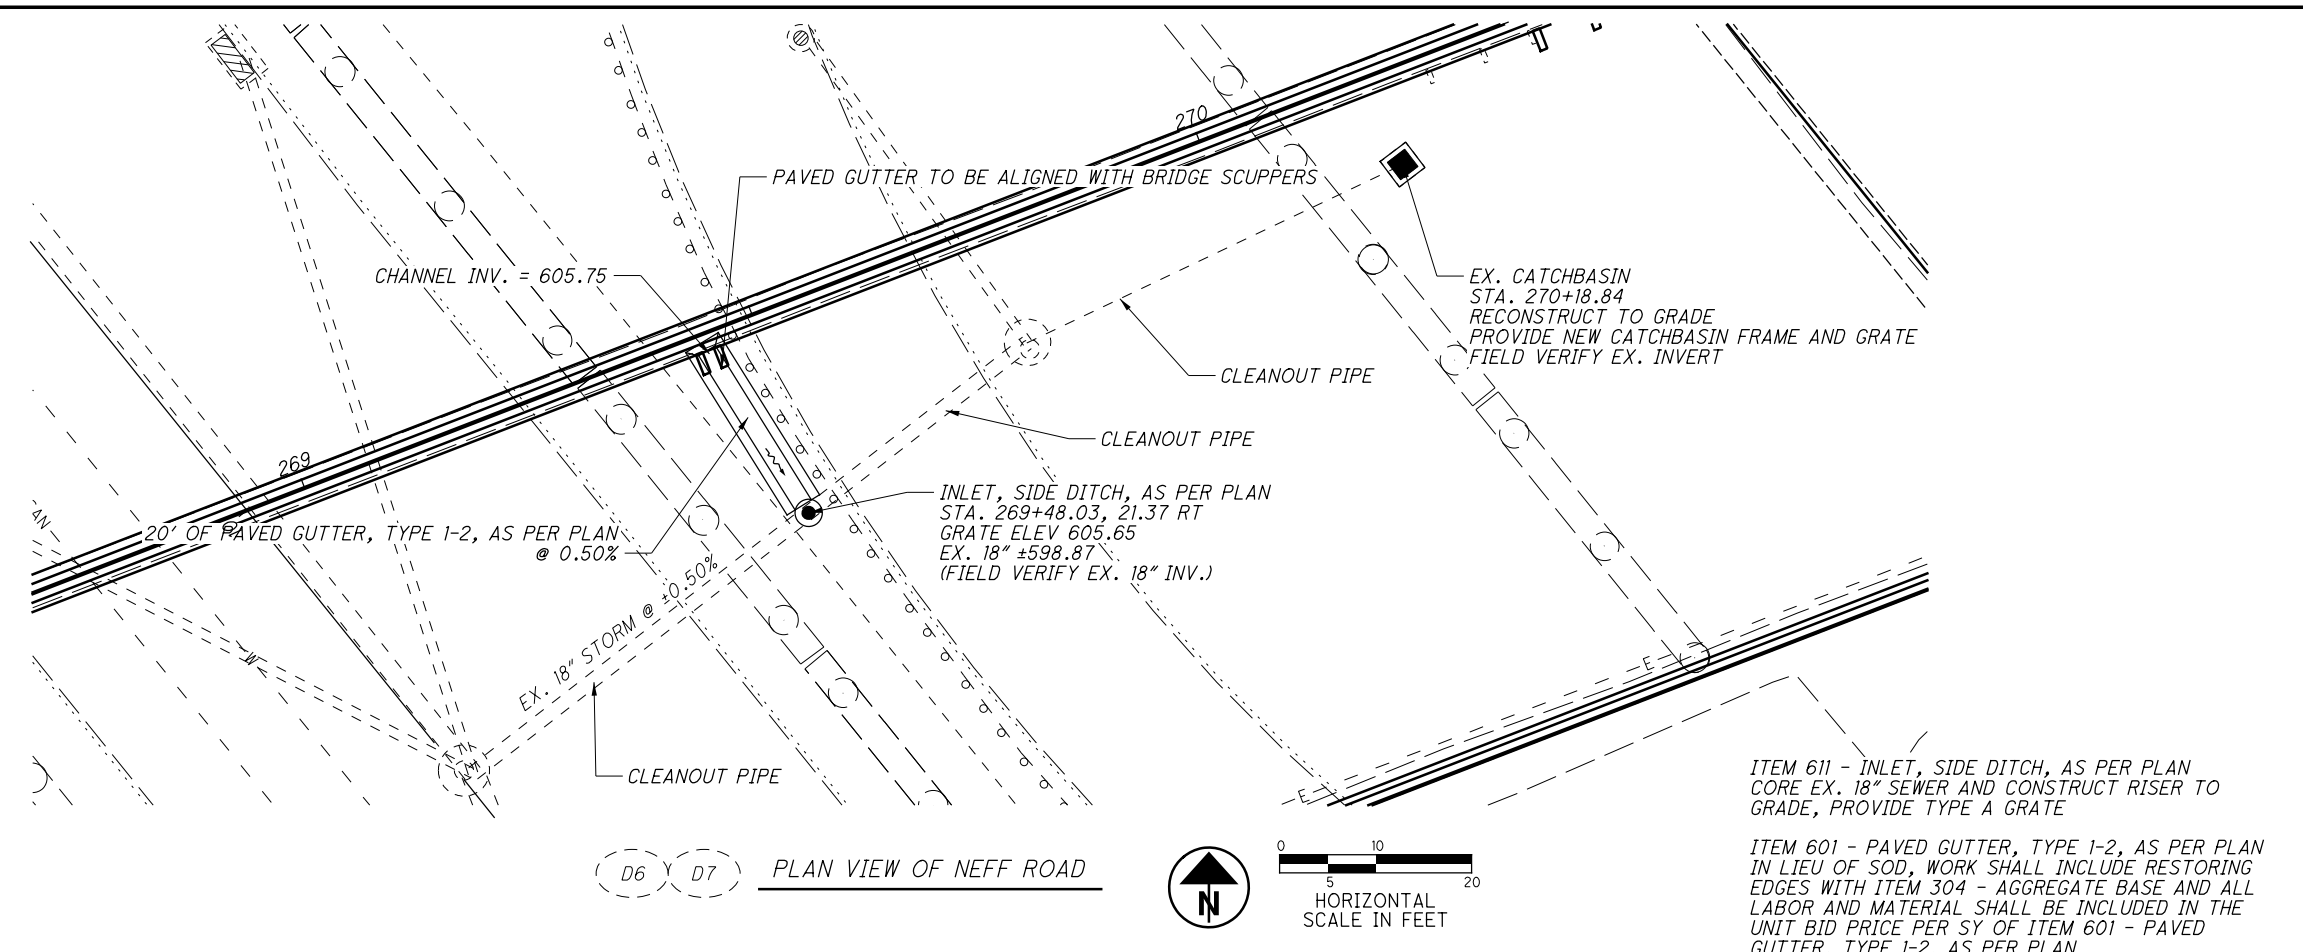 270
PAVED GUTTER TO BE ALIGNED WITH BRIDGE SCUPPERS
CHANNEL INV. = 605.75
EX. CATCHBASIN
STA. 270+18.84
RECONSTRUCT TO GRADE
PROVIDE NEW CATCHBASIN FRAME AND GRATE
FIELD VERIFY EX. INVERT
CLEANOUT PIPE
CLEANOUT PIPE
269
INLET, SIDE DITCH, AS PER PLAN
STA. 269+48.03, 21.37 RT
GRATE ELEV 605.65
EX. 18" ±598.87
(FIELD VERIFY EX. 18" INV.)
20' OF PAVED GUTTER, TYPE 1-2, AS PER PLAN
@ 0.50%
AN
EX. 18" STORM @ ±0.50%
W
M
E
E
CLEANOUT PIPE
D6 D7 PLAN VIEW OF NEFF ROAD
N
0 10
5 20
HORIZONTAL
SCALE IN FEET
ITEM 611 - INLET, SIDE DITCH, AS PER PLAN
CORE EX. 18" SEWER AND CONSTRUCT RISER TO
GRADE, PROVIDE TYPE A GRATE
ITEM 601 - PAVED GUTTER, TYPE 1-2, AS PER PLAN
IN LIEU OF SOD, WORK SHALL INCLUDE RESTORING
EDGES WITH ITEM 304 - AGGREGATE BASE AND ALL
LABOR AND MATERIAL SHALL BE INCLUDED IN THE
UNIT BID PRICE PER SY OF ITEM 601 - PAVED
GUTTER, TYPE 1-2, AS PER PLAN